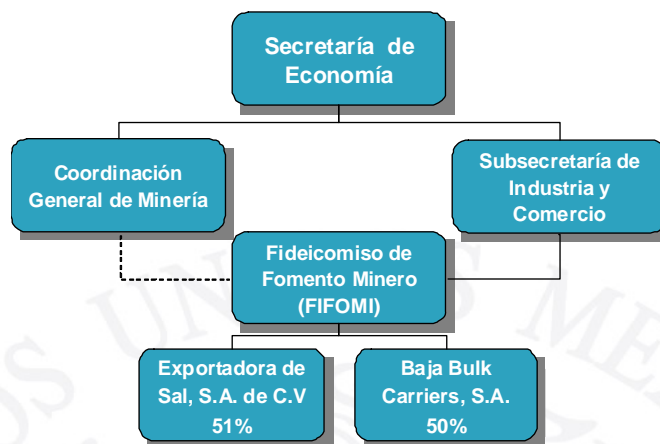 Secretaría de
Economía
Coordinación
General de Minería
Subsecretaría de
Industria y
Comercio
Fideicomiso de
Fomento Minero
(FIFOMI)
Exportadora de
Sal, S.A. de C.V
51%
Baja Bulk
Carriers, S.A.
50%